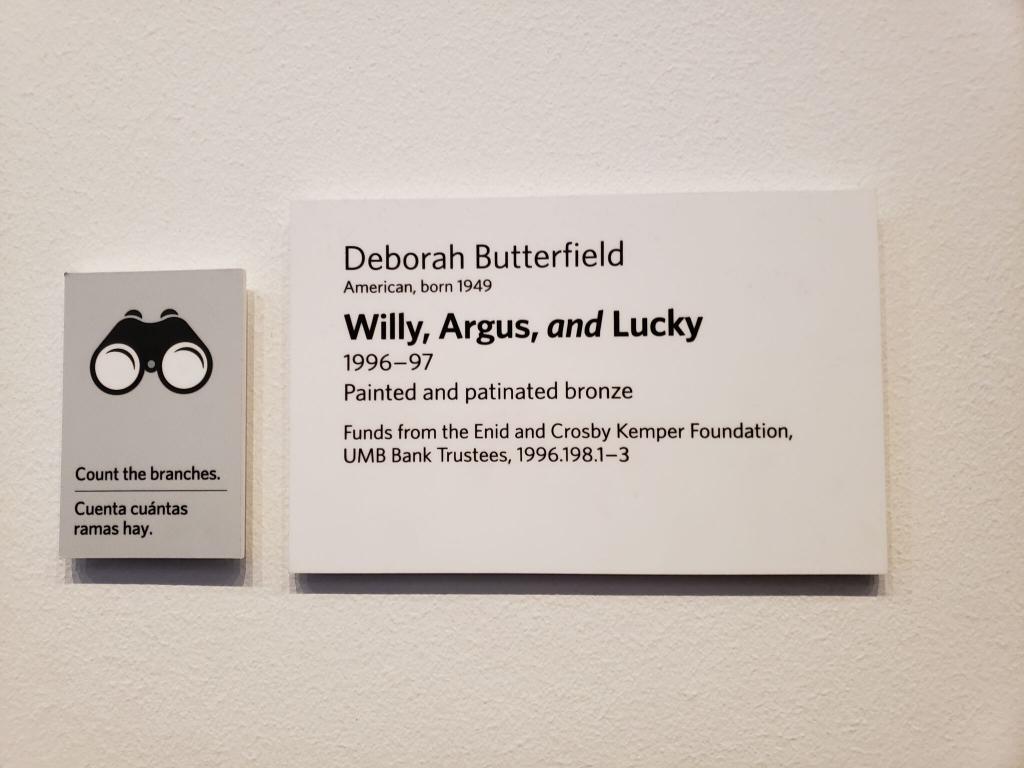 Deborah Butterfield
American, born 1949
Willy, Argus, and Lucky
1996–97
Painted and patinated bronze
Funds from the Enid and Crosby Kemper Foundation,
UMB Bank Trustees, 1996.198.1–3
Count the branches.
Cuenta cuántas
ramas hay.